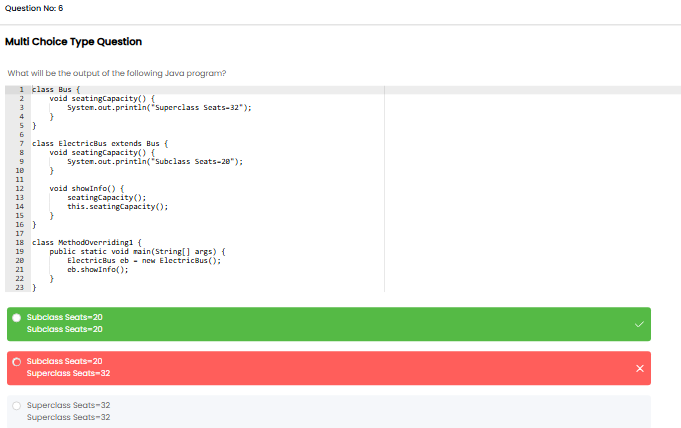 Question No: 6
Multi Choice Type Question
What will be the output of the following Java program?
1 class Bus {
2 void seatingCapacity() {
3 System.out.println("Superclass Seats=32");
4 }
5 }
6
7 class ElectricBus extends Bus {
8 void seatingCapacity() {
9 System.out.println("Subclass Seats=20");
10 }
11
12 void showInfo() {
13 seatingCapacity();
14 this.seatingCapacity();
15 }
16 }
17
18 class MethodOverriding1 {
19 public static void main(String[] args) {
20 ElectricBus eb = new ElectricBus();
21 eb.showInfo();
22 }
23 }
Subclass Seats=20
Subclass Seats=20
Subclass Seats=20
Superclass Seats=32
Superclass Seats=32
Superclass Seats=32